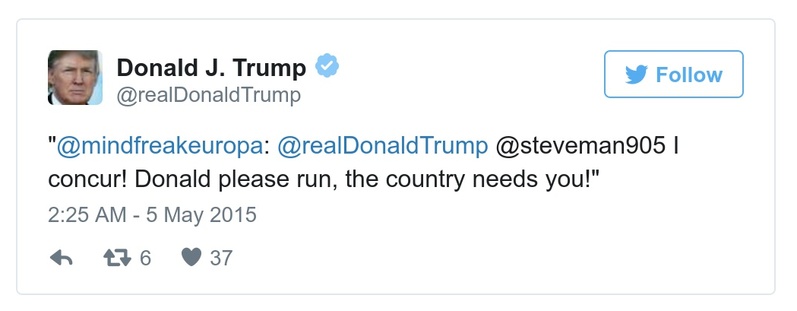 Donald J. Trump
@realDonaldTrump
Follow
"@mindfreakeuropa: @realDonaldTrump @steveman905 I
concur! Donald please run, the country needs you!"
2:25 AM - 5 May 2015
6 37